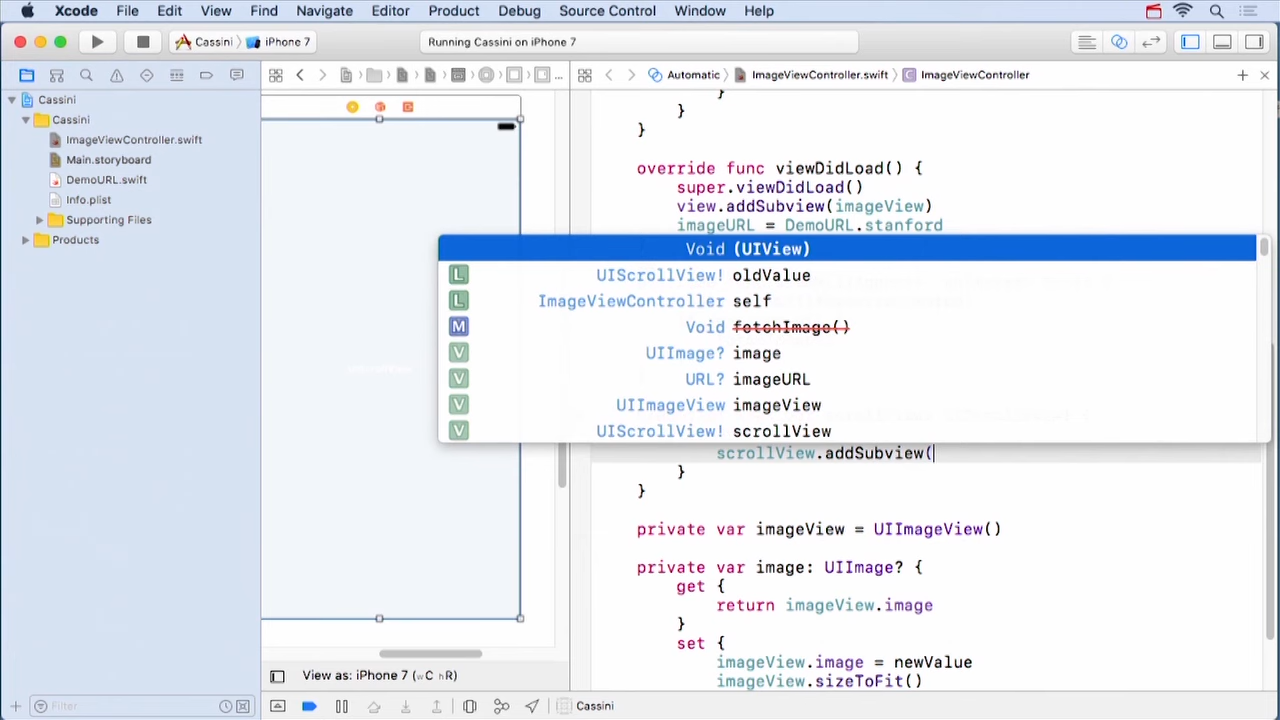 Xcode File Edit View Find Navigate Editor Product Debug Source Control Window Help
Cassini iPhone 7
Running Cassini on iPhone 7
Automatic ImageViewController.swift ImageViewController
Cassini
Cassini
ImageViewController.swift
Main.storyboard
DemoURL.swift
Info.plist
Supporting Files
Products
}
}
}
override func viewDidLoad() {
super.viewDidLoad()
view.addSubview(imageView)
imageURL = DemoURL.stanford
Void (UIView)
L UIScrollView! oldValue
L ImageViewController self
M Void fetchImage()
V UIImage? image
V URL? imageURL
V UIImageView imageView
V UIScrollView! scrollView
scrollView.addSubview(
}
}
private var imageView = UIImageView()
private var image: UIImage? {
get {
return imageView.image
}
set {
imageView.image = newValue
imageView.sizeToFit()
View as: iPhone 7 (wC hR)
Filter
Cassini